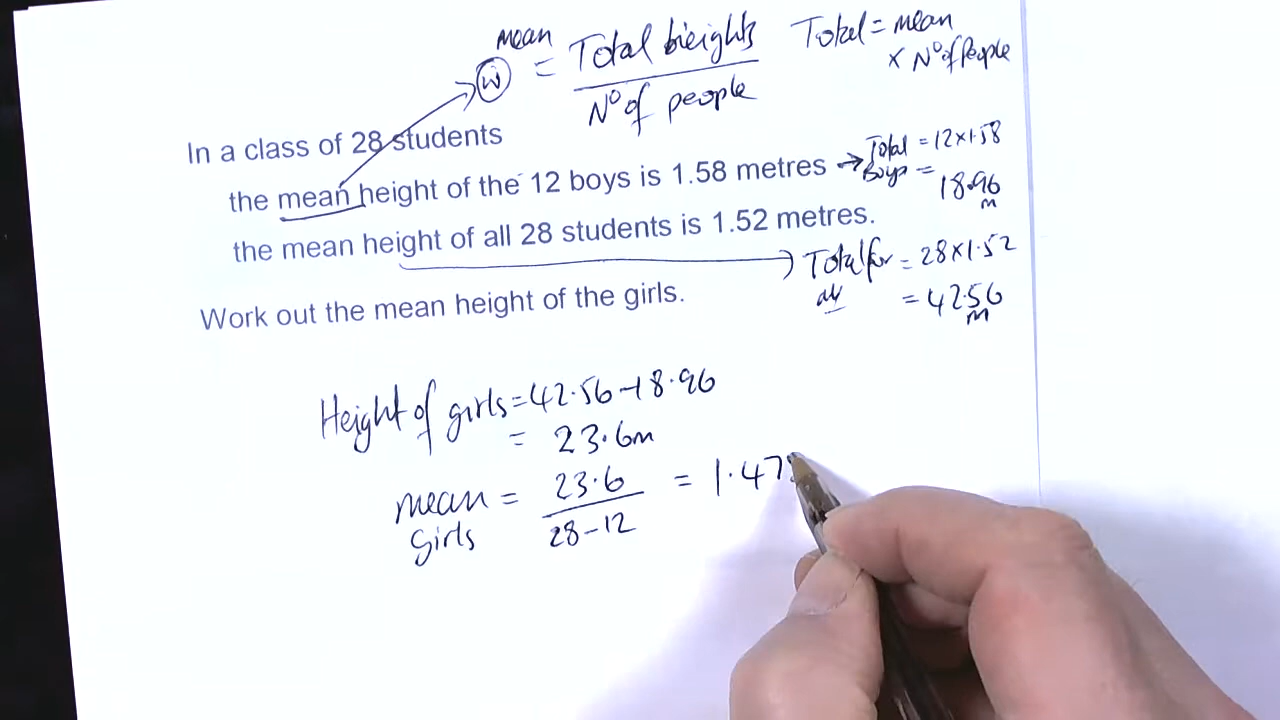 mean = Total heights / Nº of people
Total = mean
× Nº of People
In a class of 28 students
the mean height of the 12 boys is 1.58 metres
Total Boys = 12×1.58
= 18.96
m
the mean height of all 28 students is 1.52 metres.
Total for all = 28×1.52
= 42.56
m
Work out the mean height of the girls.
Height of girls = 42.56-18.96
= 23.6m
mean girls = 23.6 / 28-12 = 1.47